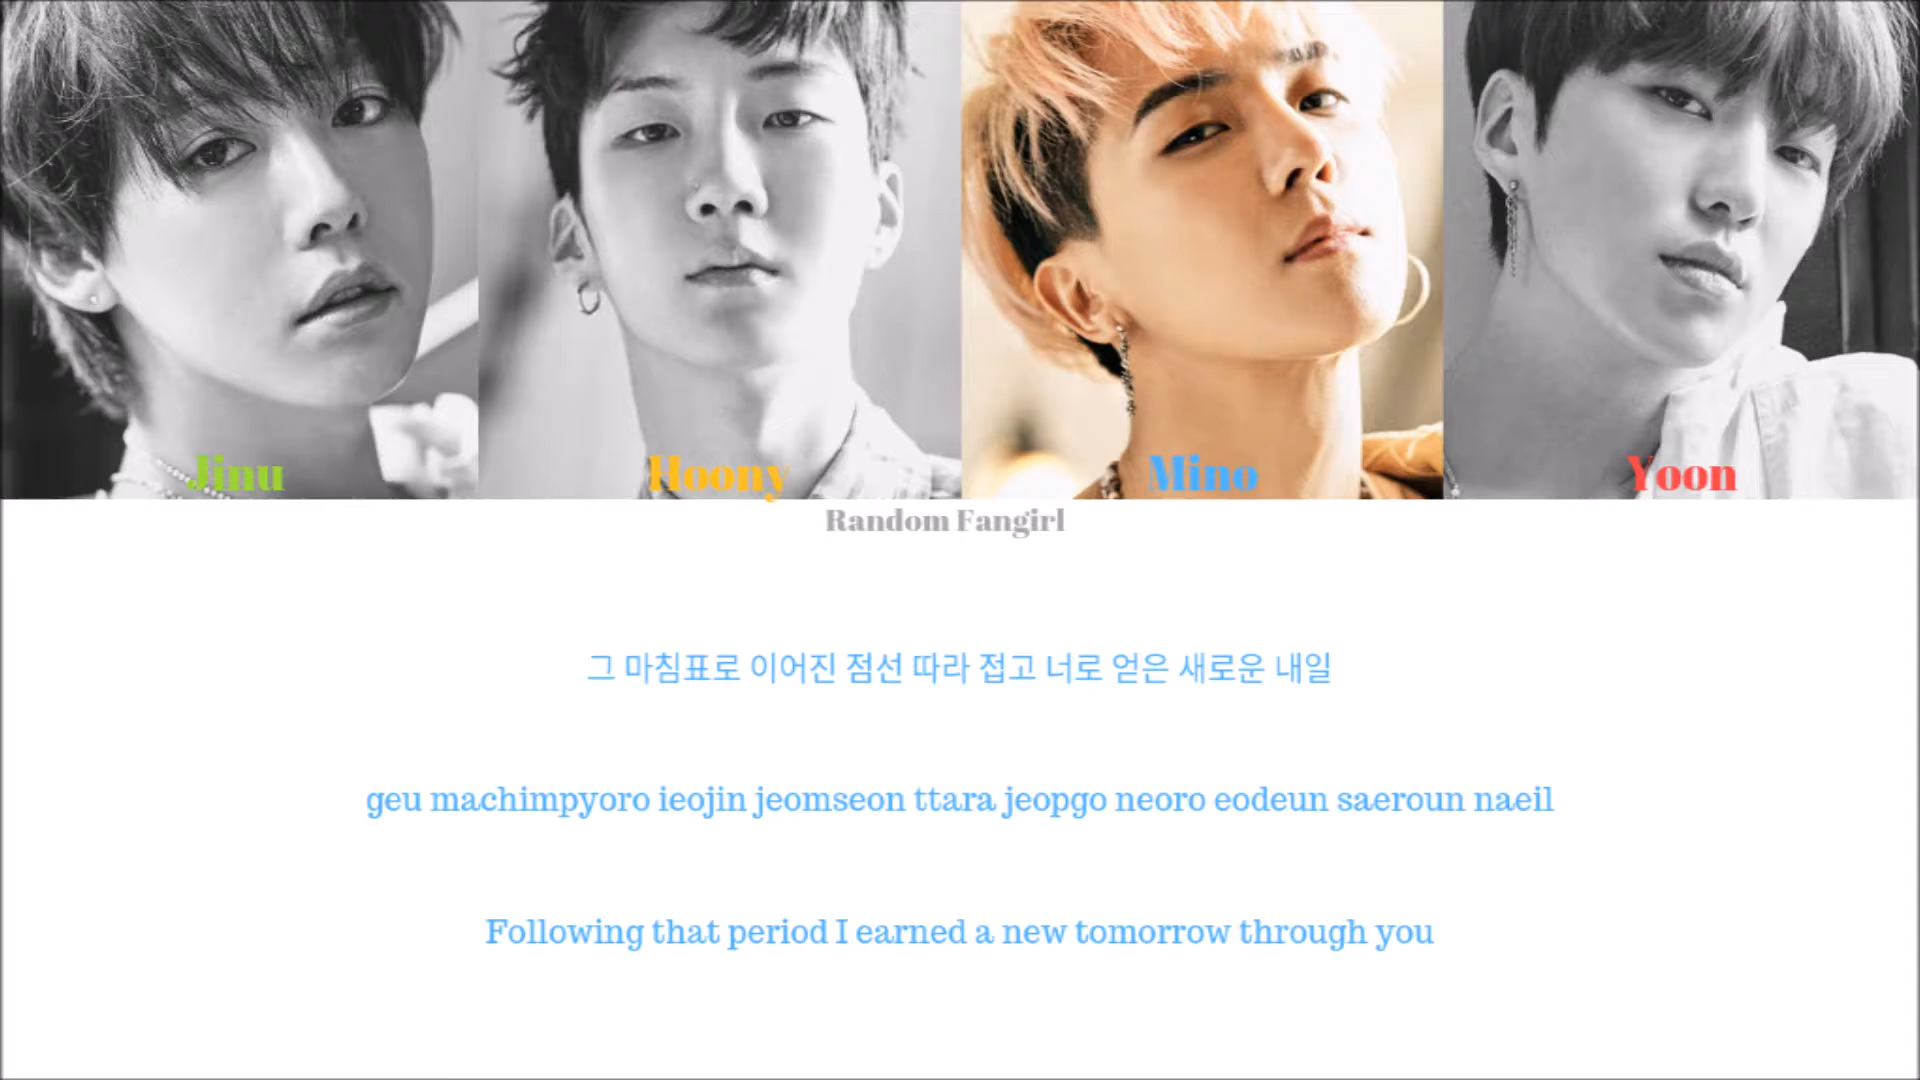 Jinu Hoony Mino Yoon
Random Fangirl
그 마침표로 이어진 점선 따라 접고 너로 얻은 새로운 내일
geu machimpyoro ieojin jeomseon ttara jeopgo neoro eodeun saeroun naeil
Following that period I earned a new tomorrow through you